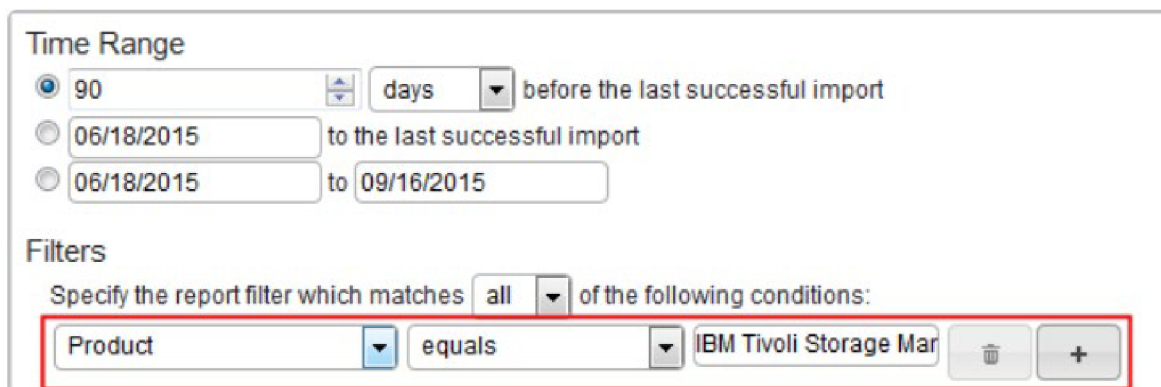 Time Range
90 days before the last successful import
06/18/2015 to the last successful import
06/18/2015 to 09/16/2015
Filters
Specify the report filter which matches all of the following conditions:
Product equals IBM Tivoli Storage Mar +